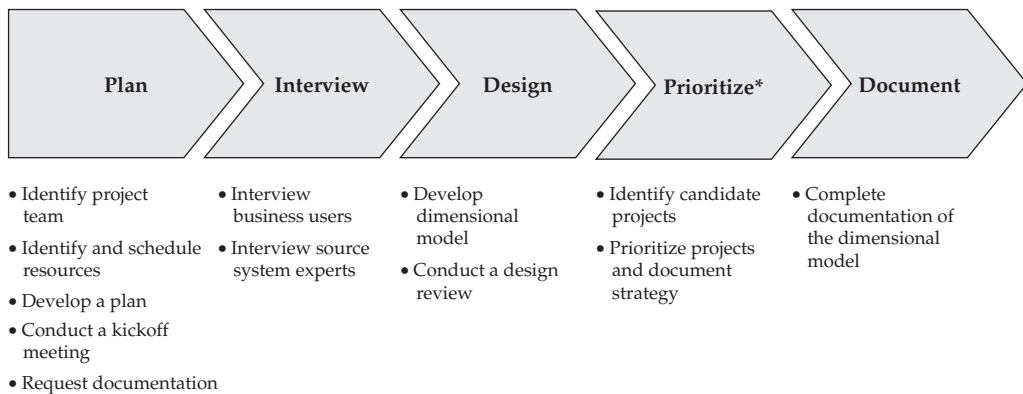 Plan
Interview
Design
Prioritize*
Document
• Identify project
team
• Identify and schedule
resources
• Develop a plan
• Conduct a kickoff
meeting
• Request documentation
• Interview
business users
• Interview source
system experts
• Develop
dimensional
model
• Conduct a design
review
• Identify candidate
projects
• Prioritize projects
and document
strategy
• Complete
documentation of
the dimensional
model